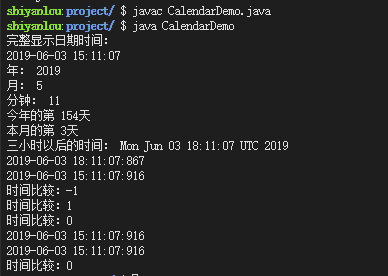 shiyanlou:project/ $ javac CalendarDemo.java
shiyanlou:project/ $ java CalendarDemo
完整显示日期时间：
2019-06-03 15:11:07
年： 2019
月： 5
分钟： 11
今年的第 154天
本月的第 3天
三小时以后的时间： Mon Jun 03 18:11:07 UTC 2019
2019-06-03 18:11:07:867
2019-06-03 15:11:07:916
时间比较：-1
时间比较：1
时间比较：0
2019-06-03 15:11:07:916
2019-06-03 15:11:07:916
时间比较：0